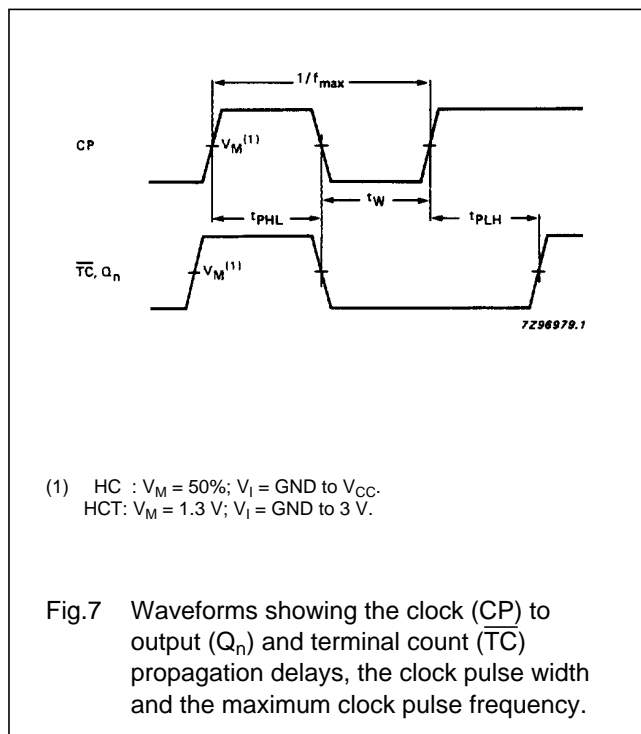 1/fmax
CP
VM(1)
tW
tPHL
tPLH
TC, Qn
VM(1)
7Z96979.1
(1) HC : VM = 50%; VI = GND to VCC.
HCT: VM = 1.3 V; VI = GND to 3 V.
Fig.7 Waveforms showing the clock (CP) to
output (Qn) and terminal count (TC)
propagation delays, the clock pulse width
and the maximum clock pulse frequency.